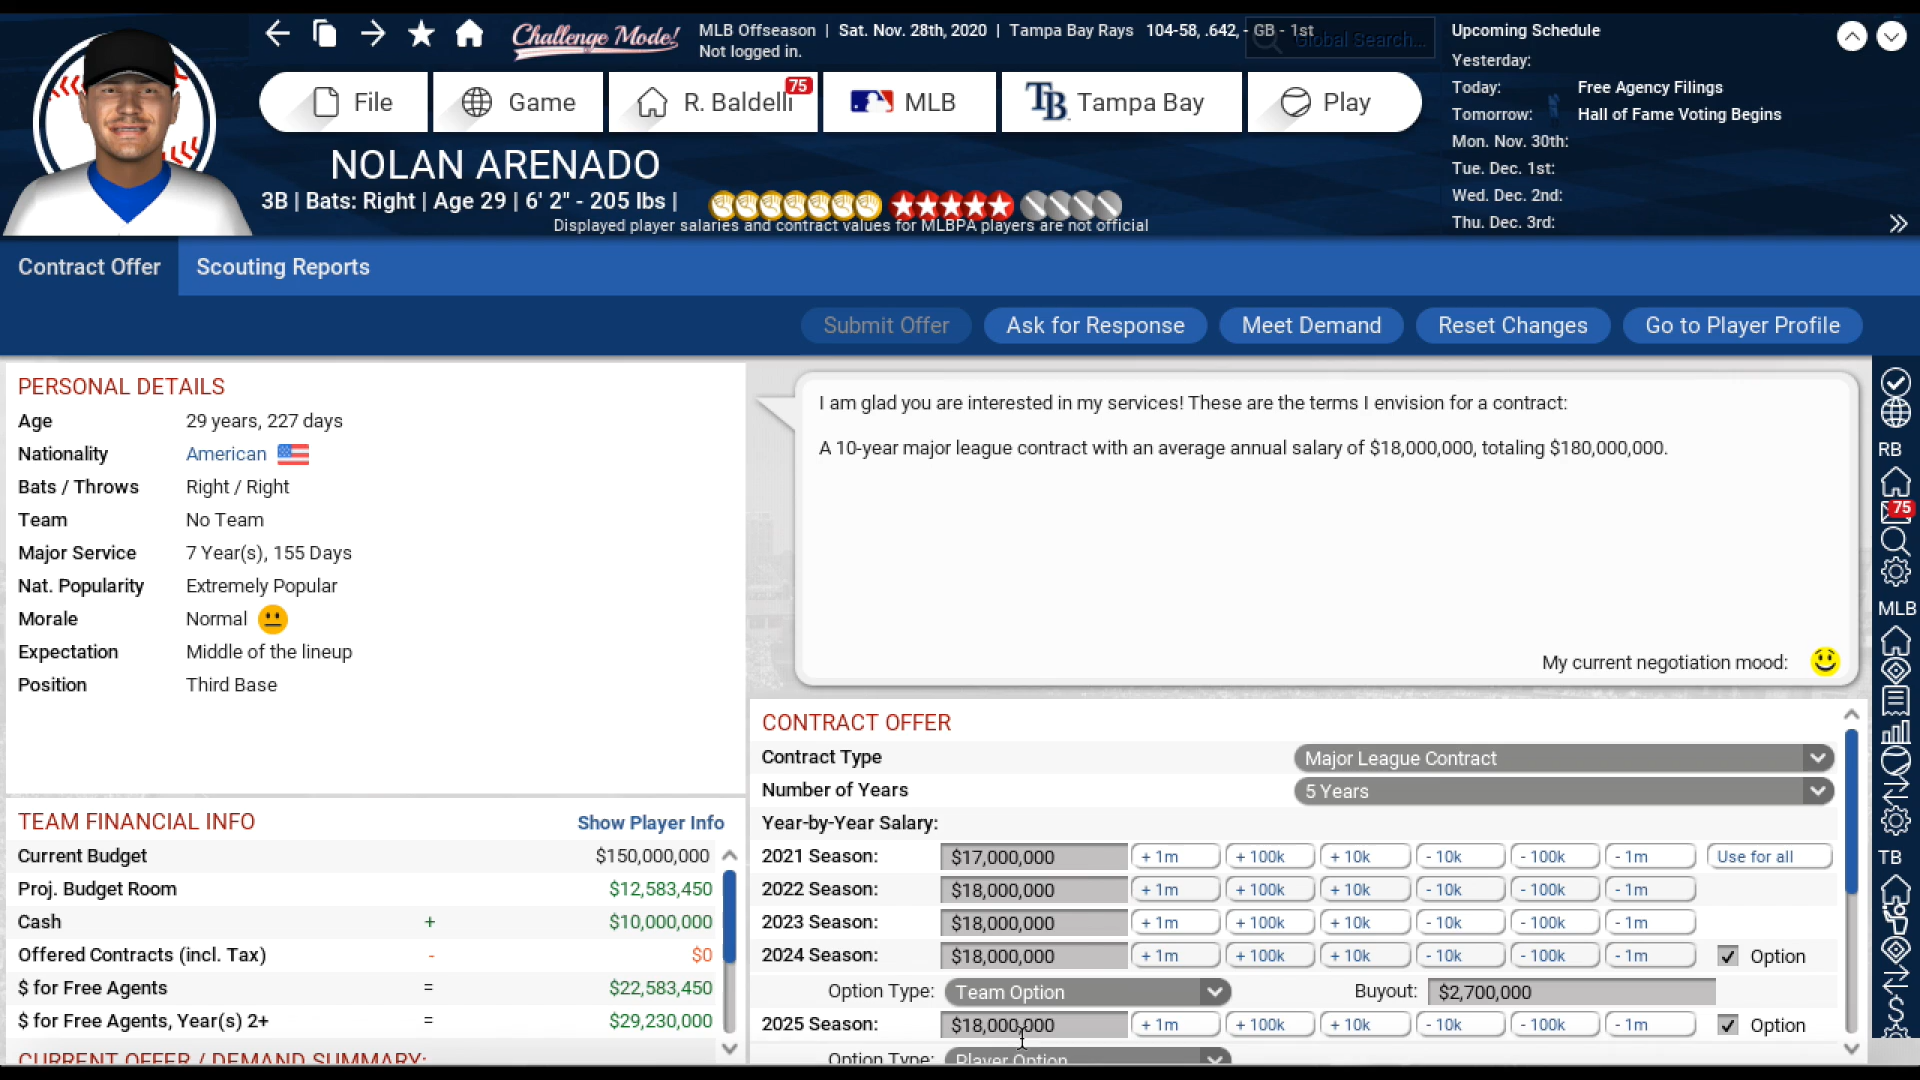 Challenge Mode!
MLB Offseason | Sat. Nov. 28th, 2020 | Tampa Bay Rays 104-58, .642, - GB - 1st
Not logged in.
Global Search...
File
Game
R. Baldelli
75
MLB
TB
Tampa Bay
Play
NOLAN ARENADO
3B | Bats: Right | Age 29 | 6' 2" - 205 lbs |
Displayed player salaries and contract values for MLBPA players are not official
Upcoming Schedule
Yesterday:
Today: Free Agency Filings
Tomorrow: Hall of Fame Voting Begins
Mon. Nov. 30th:
Tue. Dec. 1st:
Wed. Dec. 2nd:
Thu. Dec. 3rd:
Contract Offer
Scouting Reports
Submit Offer
Ask for Response
Meet Demand
Reset Changes
Go to Player Profile
PERSONAL DETAILS
Age 29 years, 227 days
Nationality American
Bats / Throws Right / Right
Team No Team
Major Service 7 Year(s), 155 Days
Nat. Popularity Extremely Popular
Morale Normal
Expectation Middle of the lineup
Position Third Base
I am glad you are interested in my services! These are the terms I envision for a contract:
A 10-year major league contract with an average annual salary of $18,000,000, totaling $180,000,000.
My current negotiation mood:
TEAM FINANCIAL INFO Show Player Info
Current Budget $150,000,000
Proj. Budget Room $12,583,450
Cash + $10,000,000
Offered Contracts (incl. Tax) - $0
$ for Free Agents = $22,583,450
$ for Free Agents, Year(s) 2+ = $29,230,000
CURRENT OFFER / DEMAND SUMMARY:
CONTRACT OFFER
Contract Type Major League Contract
Number of Years 5 Years
Year-by-Year Salary:
2021 Season: $17,000,000 + 1m + 100k + 10k - 10k - 100k - 1m Use for all
2022 Season: $18,000,000 + 1m + 100k + 10k - 10k - 100k - 1m
2023 Season: $18,000,000 + 1m + 100k + 10k - 10k - 100k - 1m
2024 Season: $18,000,000 + 1m + 100k + 10k - 10k - 100k - 1m Option
Option Type: Team Option Buyout: $2,700,000
2025 Season: $18,000,000 + 1m + 100k + 10k - 10k - 100k - 1m Option
Option Type: Player Option
RB
75
MLB
TB